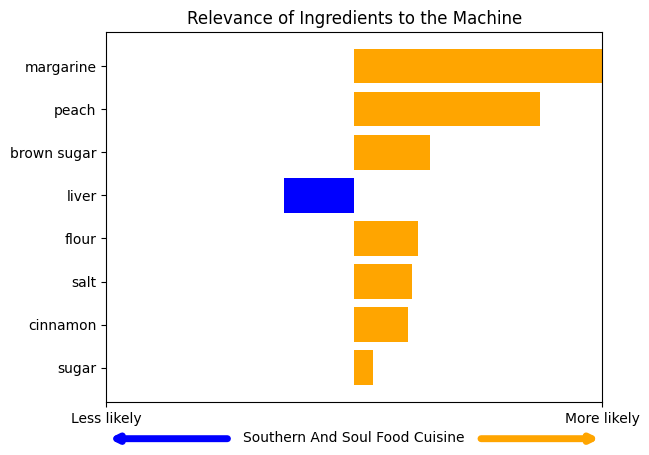 Relevance of Ingredients to the Machine
margarine
peach
brown sugar
liver
flour
salt
cinnamon
sugar
Less likely
More likely
Southern And Soul Food Cuisine